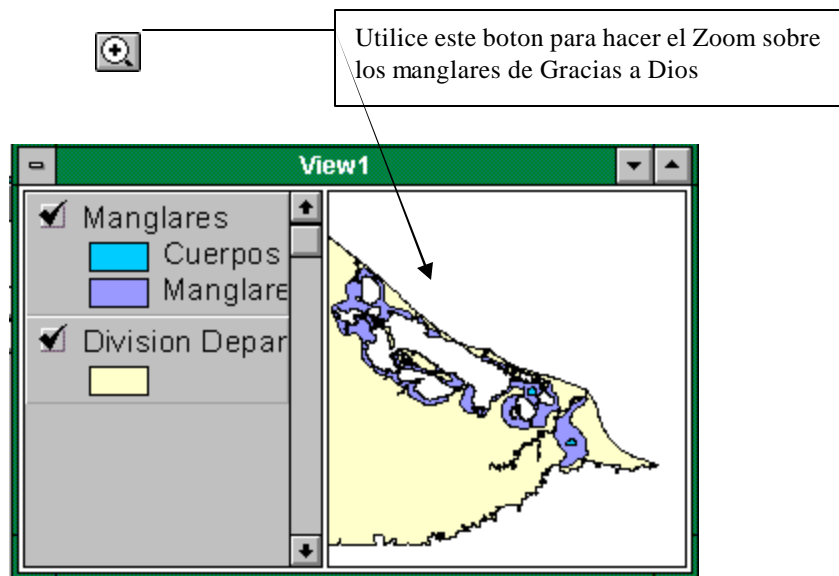 Utilice este boton para hacer el Zoom sobre
los manglares de Gracias a Dios
View1
Manglares
Cuerpos
Manglare
Division Depar